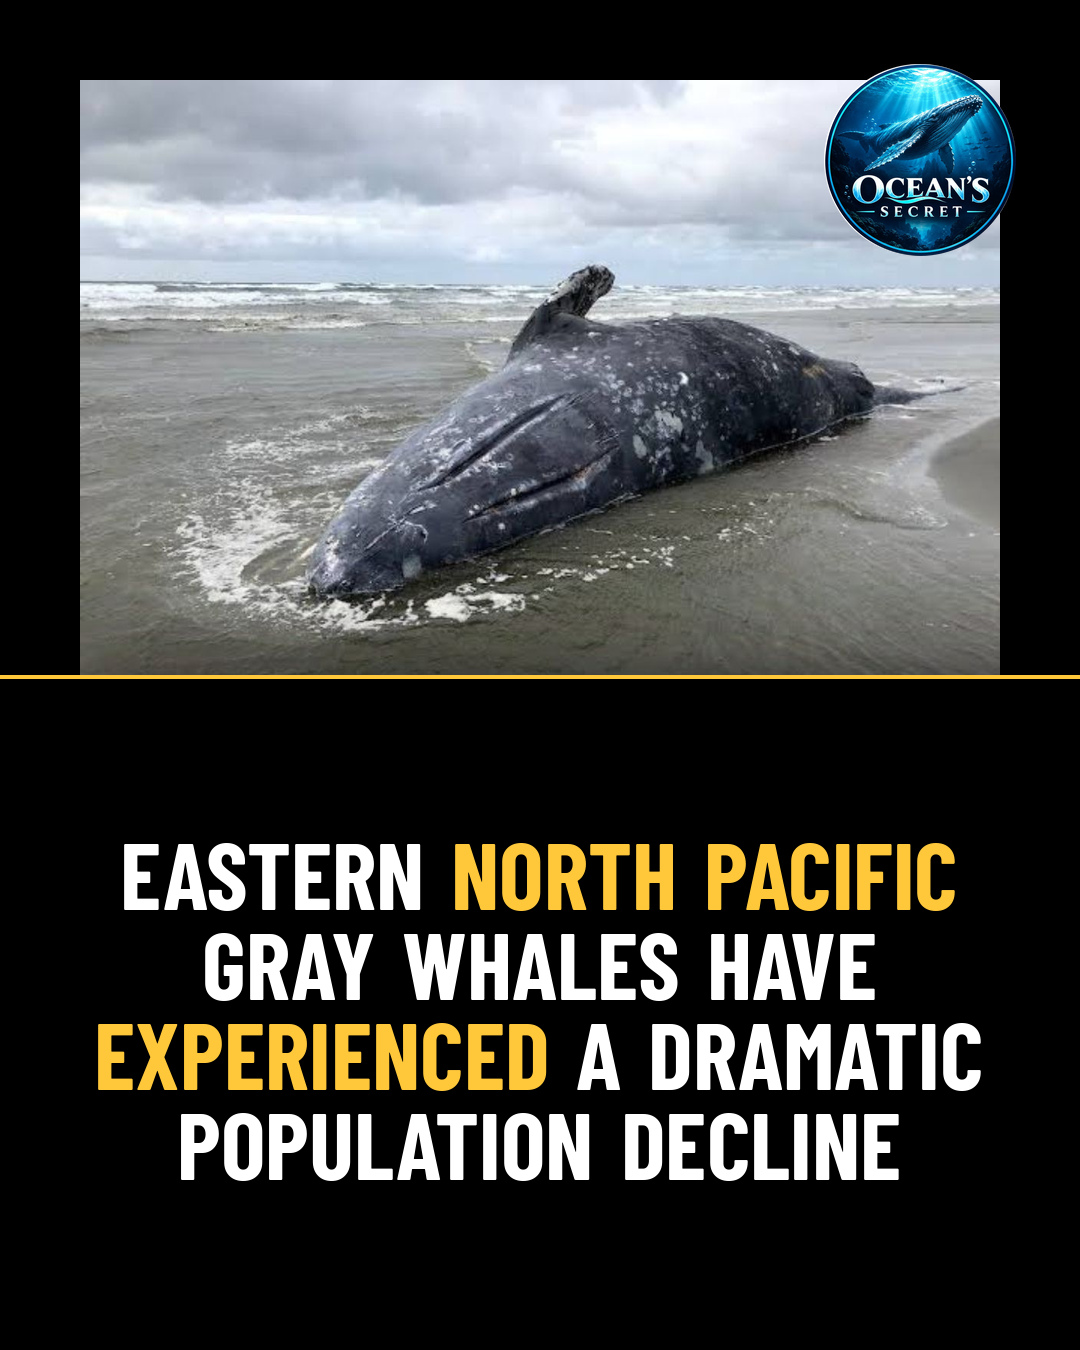 OCEAN'S
SECRET
EASTERN NORTH PACIFIC
GRAY WHALES HAVE
EXPERIENCED A DRAMATIC
POPULATION DECLINE